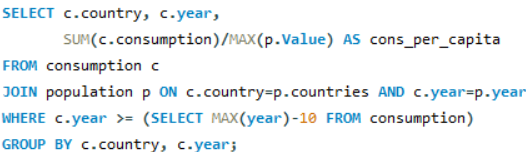 SELECT c.country, c.year,
SUM(c.consumption)/MAX(p.Value) AS cons_per_capita
FROM consumption c
JOIN population p ON c.country=p.countries AND c.year=p.year
WHERE c.year >= (SELECT MAX(year)-10 FROM consumption)
GROUP BY c.country, c.year;